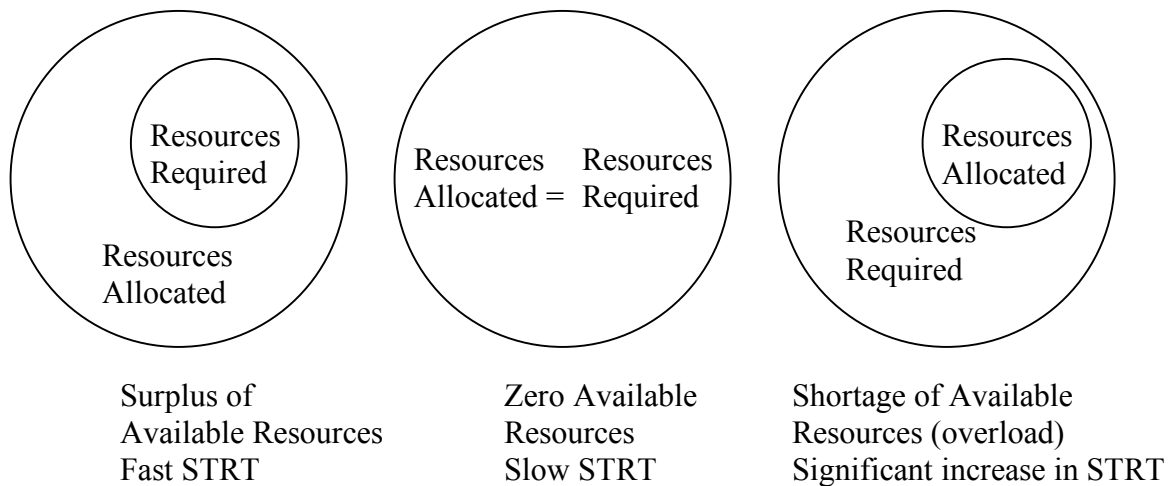 Resources
Required
Resources
Allocated
Resources Resources
Allocated = Required
Resources
Allocated
Resources
Required
Surplus of
Available Resources
Fast STRT
Zero Available
Resources
Slow STRT
Shortage of Available
Resources (overload)
Significant increase in STRT